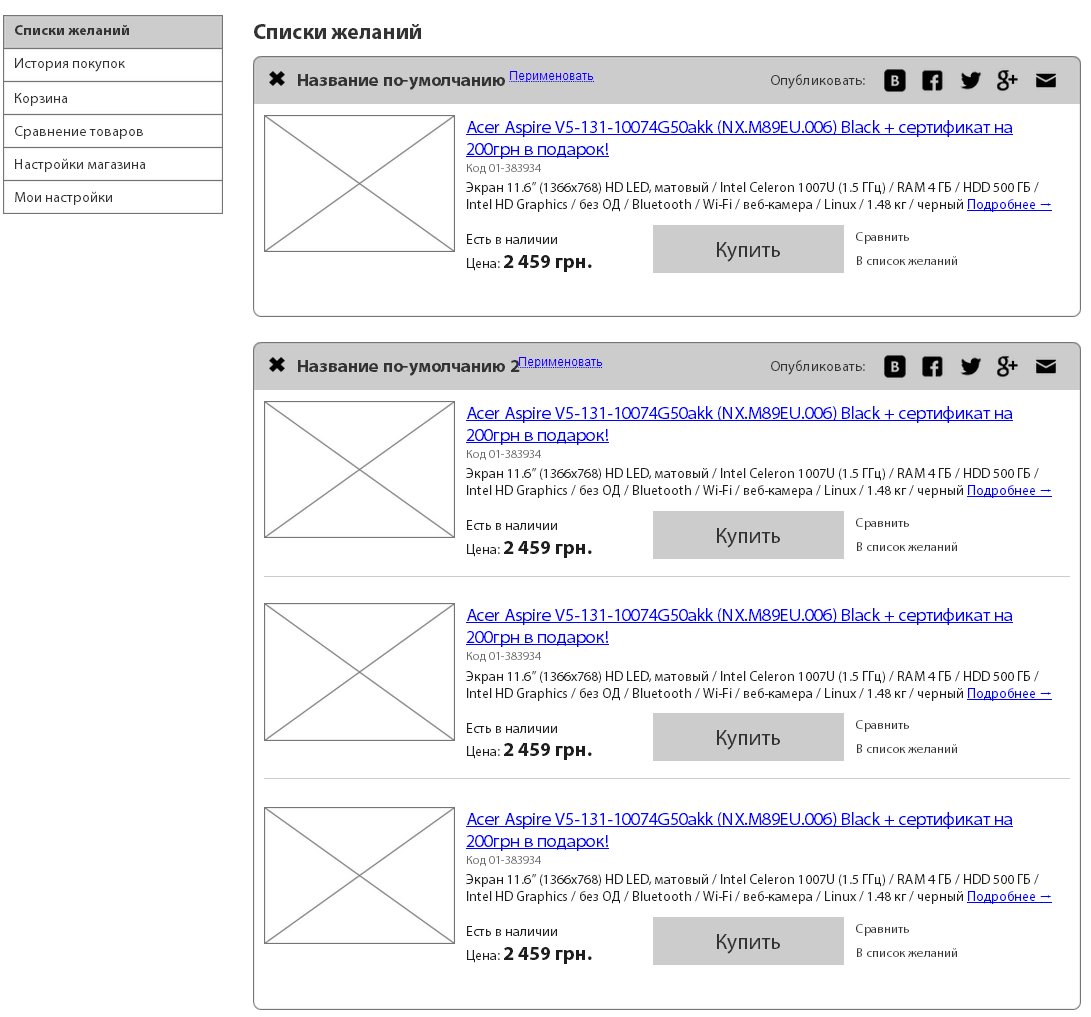 Списки желаний
История покупок
Корзина
Сравнение товаров
Настройки магазина
Мои настройки
Списки желаний
Название по-умолчанию Перименовать
Опубликовать:
Acer Aspire V5-131-10074G50akk (NX.M89EU.006) Black + сертификат на
200грн в подарок!
Код 01-383934
Экран 11.6” (1366x768) HD LED, матовый / Intel Celeron 1007U (1.5 ГГц) / RAM 4 ГБ / HDD 500 ГБ /
Intel HD Graphics / без ОД / Bluetooth / Wi-Fi / веб-камера / Linux / 1.48 кг / черный Подробнее →
Есть в наличии
Цена: 2 459 грн.
Купить
Сравнить
В список желаний
Название по-умолчанию 2 Перименовать
Опубликовать:
Acer Aspire V5-131-10074G50akk (NX.M89EU.006) Black + сертификат на
200грн в подарок!
Код 01-383934
Экран 11.6” (1366x768) HD LED, матовый / Intel Celeron 1007U (1.5 ГГц) / RAM 4 ГБ / HDD 500 ГБ /
Intel HD Graphics / без ОД / Bluetooth / Wi-Fi / веб-камера / Linux / 1.48 кг / черный Подробнее →
Есть в наличии
Цена: 2 459 грн.
Купить
Сравнить
В список желаний
Acer Aspire V5-131-10074G50akk (NX.M89EU.006) Black + сертификат на
200грн в подарок!
Код 01-383934
Экран 11.6” (1366x768) HD LED, матовый / Intel Celeron 1007U (1.5 ГГц) / RAM 4 ГБ / HDD 500 ГБ /
Intel HD Graphics / без ОД / Bluetooth / Wi-Fi / веб-камера / Linux / 1.48 кг / черный Подробнее →
Есть в наличии
Цена: 2 459 грн.
Купить
Сравнить
В список желаний
Acer Aspire V5-131-10074G50akk (NX.M89EU.006) Black + сертификат на
200грн в подарок!
Код 01-383934
Экран 11.6” (1366x768) HD LED, матовый / Intel Celeron 1007U (1.5 ГГц) / RAM 4 ГБ / HDD 500 ГБ /
Intel HD Graphics / без ОД / Bluetooth / Wi-Fi / веб-камера / Linux / 1.48 кг / черный Подробнее →
Есть в наличии
Цена: 2 459 грн.
Купить
Сравнить
В список желаний